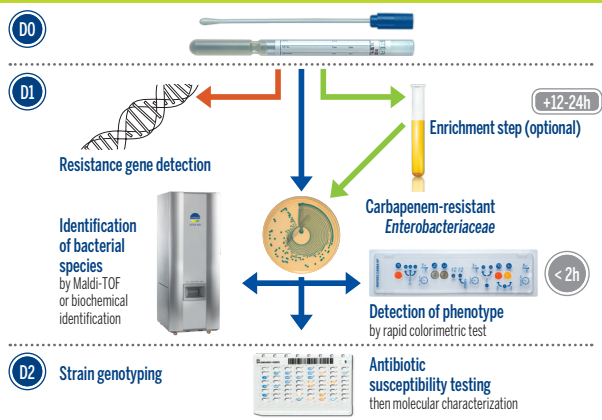 D0
D1
+12-24h
Enrichment step (optional)
Resistance gene detection
Carbapenem-resistant
Enterobacteriaceae
Identification
of bacterial
species
by Maldi-TOF
or biochemical
identification
< 2h
Detection of phenotype
by rapid colorimetric test
D2
Strain genotyping
Antibiotic
susceptibility testing
then molecular characterization